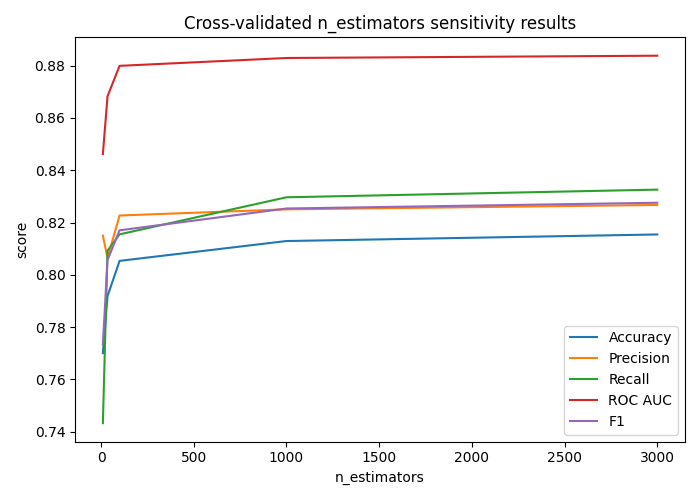 Cross-validated n_estimators sensitivity results
score
0.88
0.86
0.84
0.82
0.80
0.78
0.76
0.74
Accuracy
Precision
Recall
ROC AUC
F1
0 500 1000 1500 2000 2500 3000
n_estimators